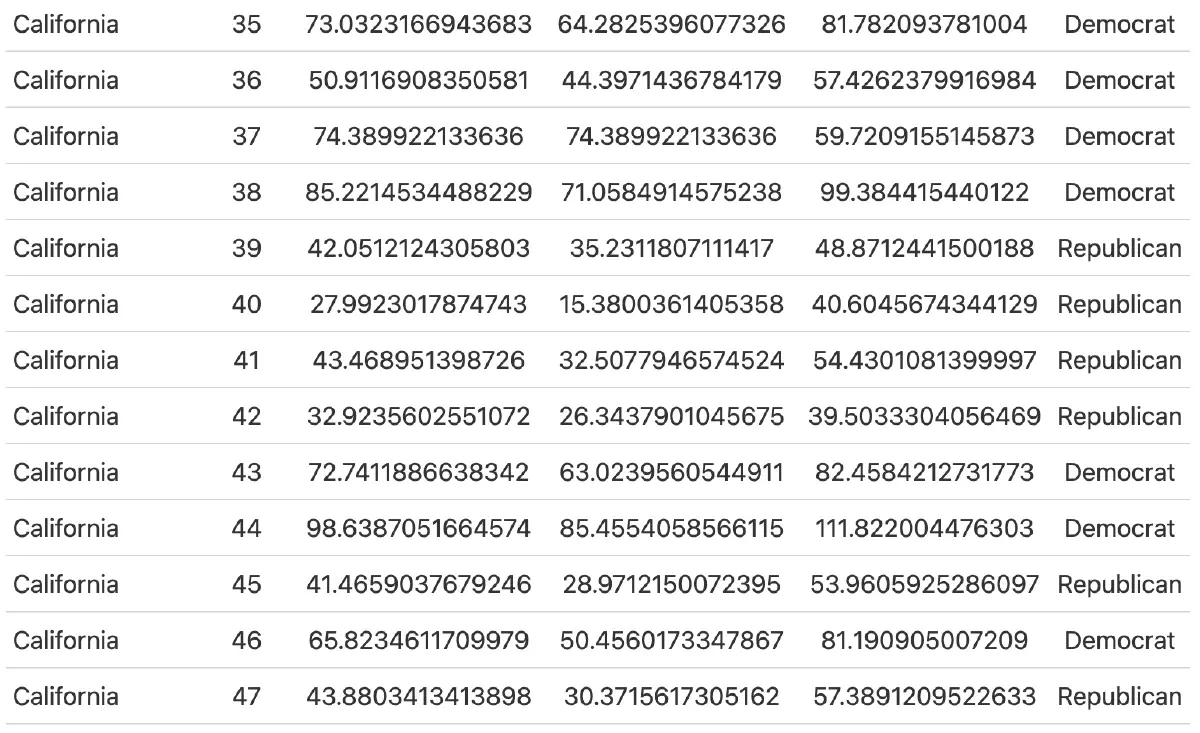 California 35 73.0323166943683 64.2825396077326 81.782093781004 Democrat
California 36 50.9116908350581 44.3971436784179 57.4262379916984 Democrat
California 37 74.389922133636 74.389922133636 59.7209155145873 Democrat
California 38 85.2214534488229 71.0584914575238 99.384415440122 Democrat
California 39 42.0512124305803 35.2311807111417 48.8712441500188 Republican
California 40 27.9923017874743 15.3800361405358 40.6045674344129 Republican
California 41 43.468951398726 32.5077946574524 54.4301081399997 Republican
California 42 32.9235602551072 26.3437901045675 39.5033304056469 Republican
California 43 72.7411886638342 63.0239560544911 82.4584212731773 Democrat
California 44 98.6387051664574 85.4554058566115 111.822004476303 Democrat
California 45 41.4659037679246 28.9712150072395 53.9605925286097 Republican
California 46 65.8234611709979 50.4560173347867 81.190905007209 Democrat
California 47 43.8803413413898 30.3715617305162 57.3891209522633 Republican